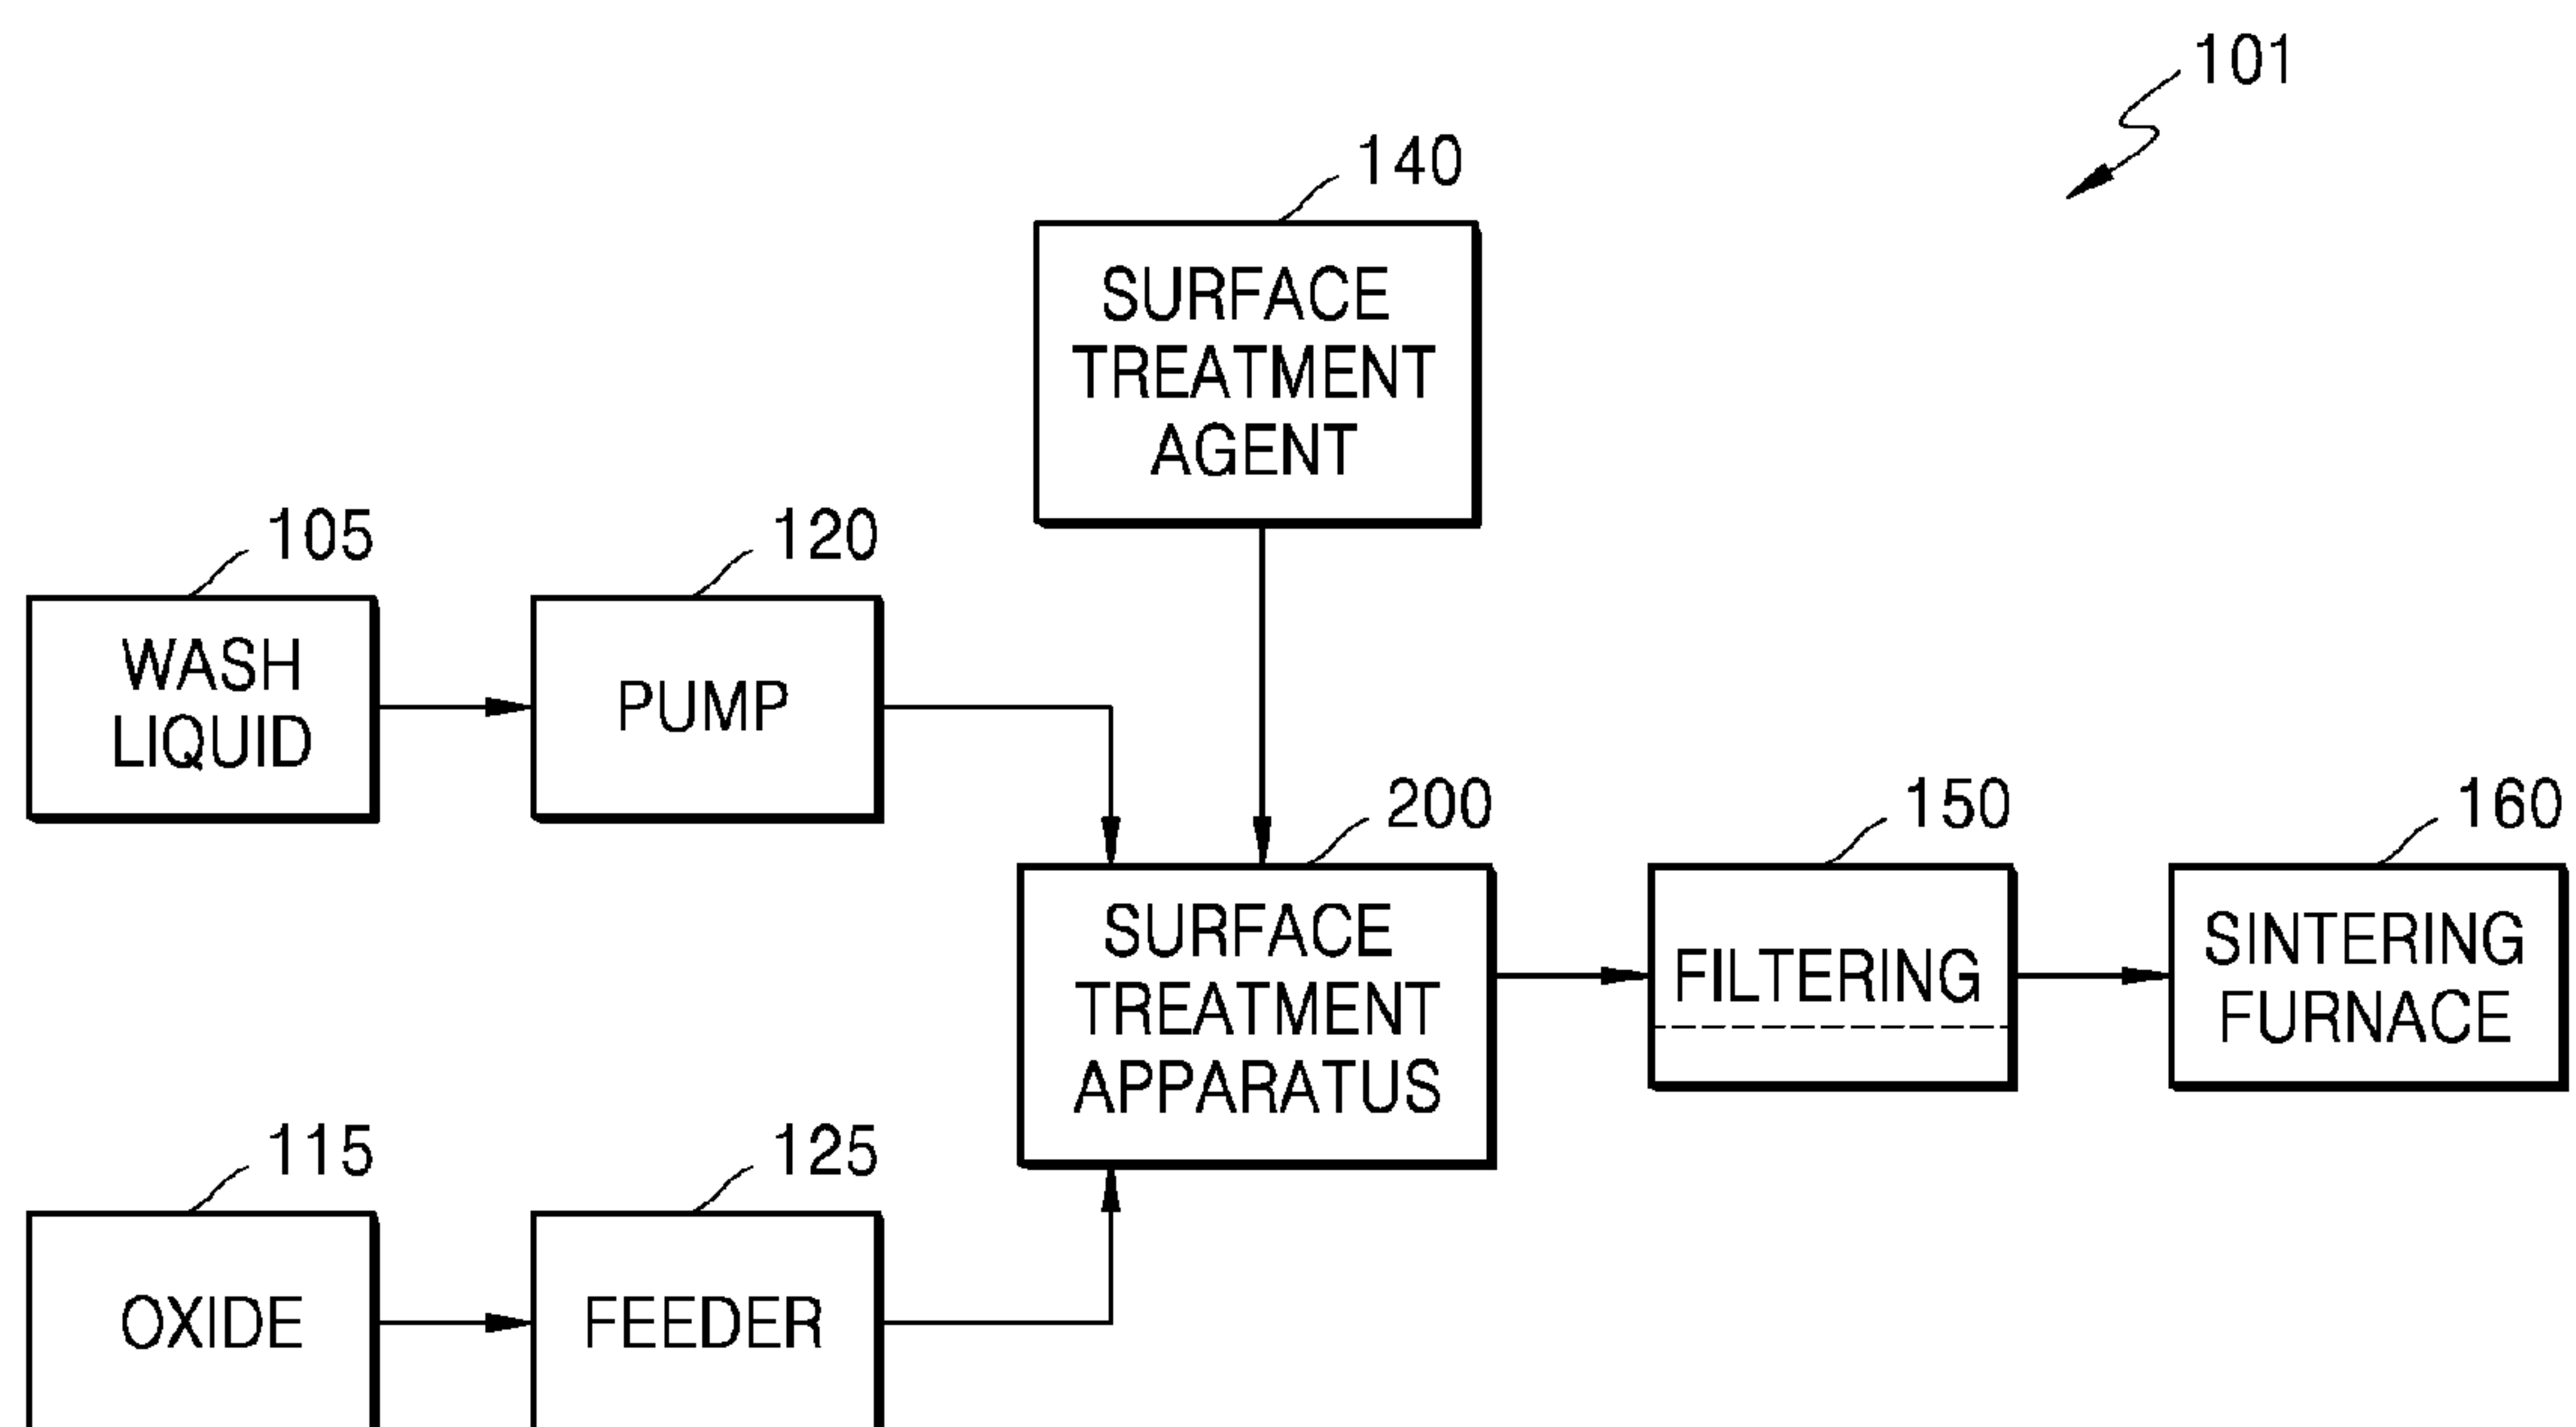 101
140
SURFACE
TREATMENT
AGENT
105
WASH
LIQUID
120
PUMP
200
SURFACE
TREATMENT
APPARATUS
150
FILTERING
160
SINTERING
FURNACE
115
OXIDE
125
FEEDER